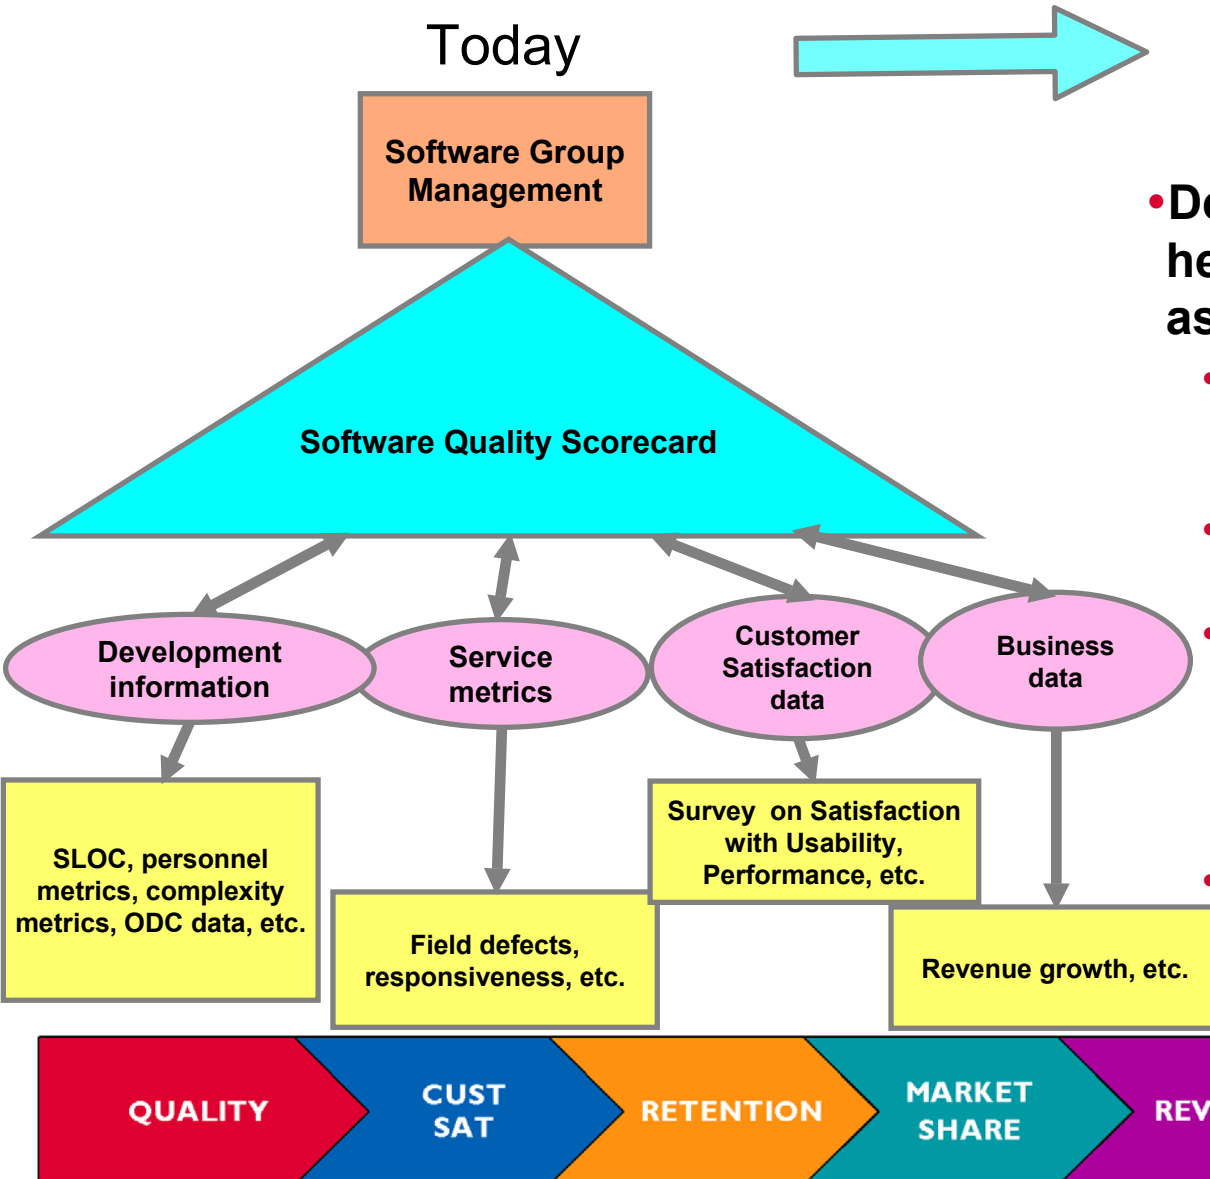 Today
Software Group
Management
Software Quality Scorecard
Development
information
Service
metrics
Customer
Satisfaction
data
Business
data
SLOC, personnel
metrics, complexity
metrics, ODC data, etc.
Field defects,
responsiveness, etc.
Survey on Satisfaction
with Usability,
Performance, etc.
Revenue growth, etc.
QUALITY
CUST
SAT
RETENTION
MARKET
SHARE